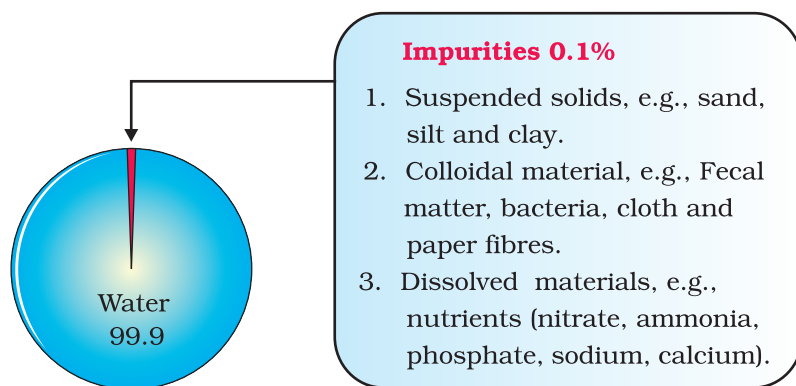 Impurities 0.1%
1. Suspended solids, e.g., sand,
silt and clay.
2. Colloidal material, e.g., Fecal
matter, bacteria, cloth and
paper fibres.
3. Dissolved materials, e.g.,
nutrients (nitrate, ammonia,
phosphate, sodium, calcium).
Water
99.9